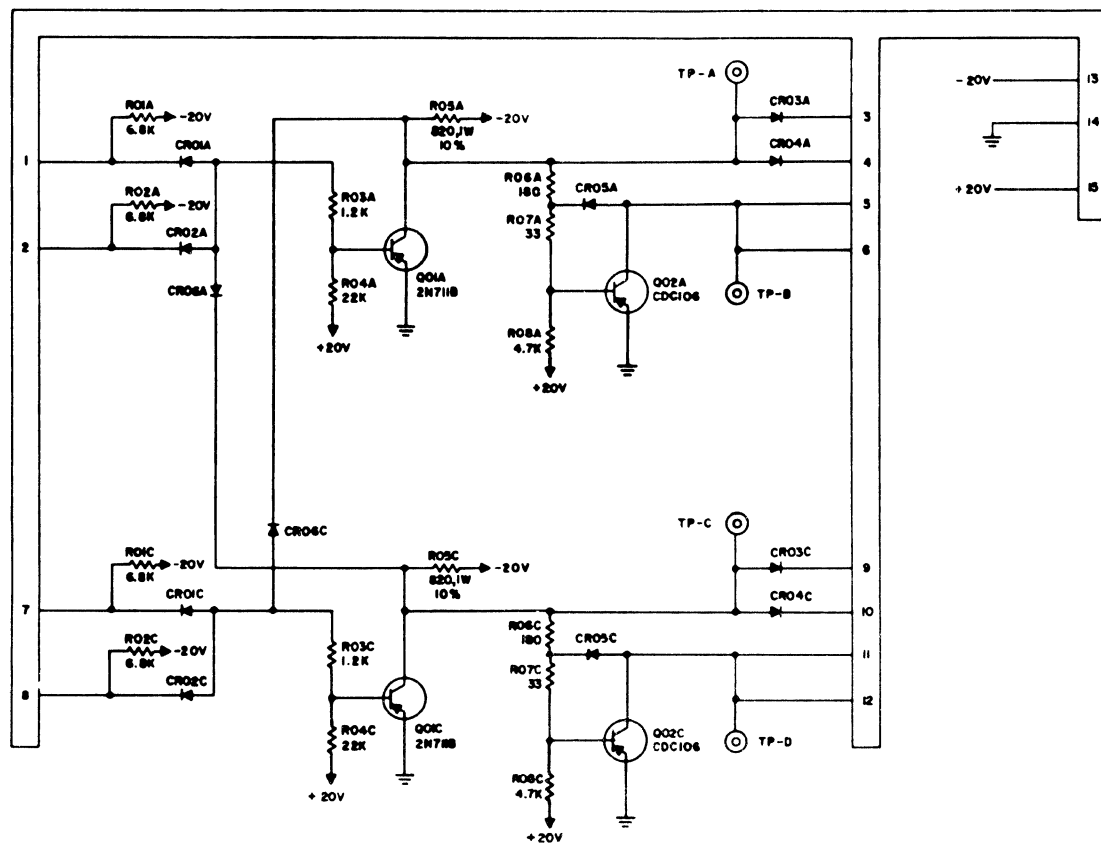 TP-A
-20V
13
R01A
-20V
6.8K
R05A
-20V
820,1W
10%
CR03A
3
14
1
CR01A
CR04A
4
R02A
-20V
6.8K
R03A
1.2K
R06A
180
CR05A
5
+20V
15
2
CR02A
R07A
33
6
CR06A
R04A
22K
Q01A
2N711B
Q02A
CDC106
TP-B
+20V
R08A
4.7K
+20V
TP-C
CR06C
R01C
-20V
6.8K
R05C
-20V
820,1W
10%
CR03C
9
7
CR01C
CR04C
10
R02C
-20V
6.8K
R03C
1.2K
R06C
180
CR05C
11
8
CR02C
R07C
33
12
R04C
22K
Q01C
2N711B
Q02C
CDC106
TP-D
+20V
R08C
4.7K
+20V